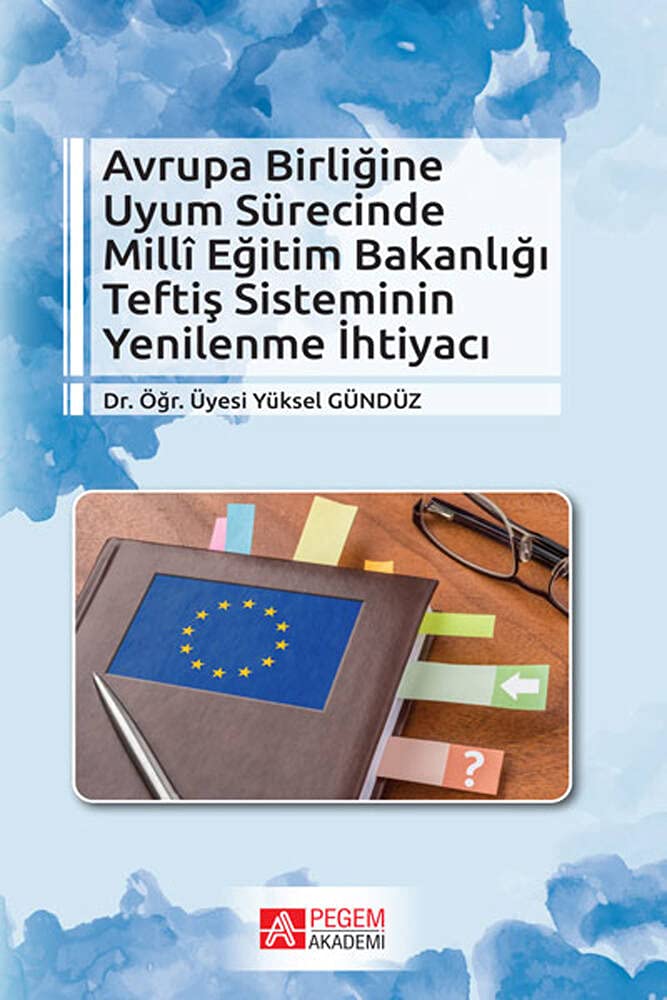 Avrupa Birliğine
Uyum Sürecinde
Millî Eğitim Bakanlığı
Teftiş Sisteminin
Yenilenme İhtiyacı
Dr. Öğr. Üyesi Yüksel GÜNDÜZ
?
PEGEM
AKADEMİ